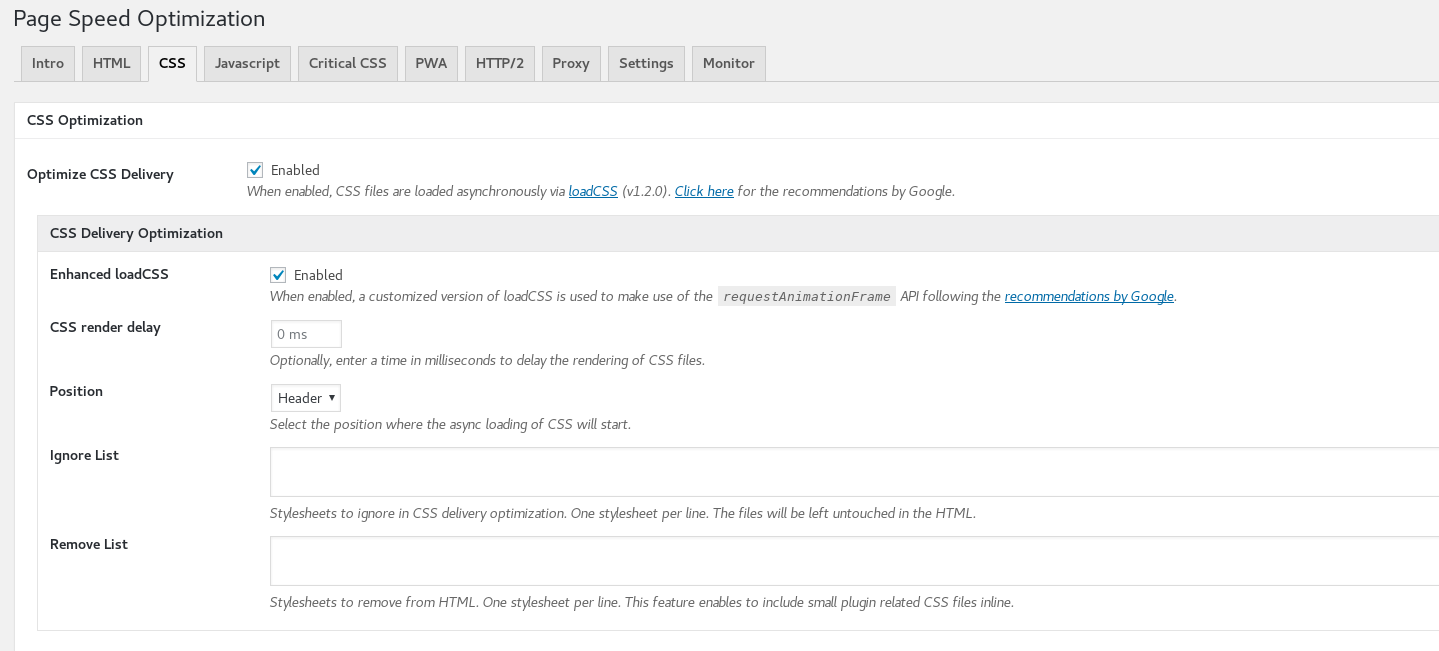 Page Speed Optimization
Intro HTML CSS Javascript Critical CSS PWA HTTP/2 Proxy Settings Monitor
CSS Optimization
Optimize CSS Delivery Enabled
When enabled, CSS files are loaded asynchronously via loadCSS (v1.2.0). Click here for the recommendations by Google.
CSS Delivery Optimization
Enhanced loadCSS Enabled
When enabled, a customized version of loadCSS is used to make use of the requestAnimationFrame API following the recommendations by Google.
CSS render delay 0 ms
Optionally, enter a time in milliseconds to delay the rendering of CSS files.
Position Header
Select the position where the async loading of CSS will start.
Ignore List
Stylesheets to ignore in CSS delivery optimization. One stylesheet per line. The files will be left untouched in the HTML.
Remove List
Stylesheets to remove from HTML. One stylesheet per line. This feature enables to include small plugin related CSS files inline.